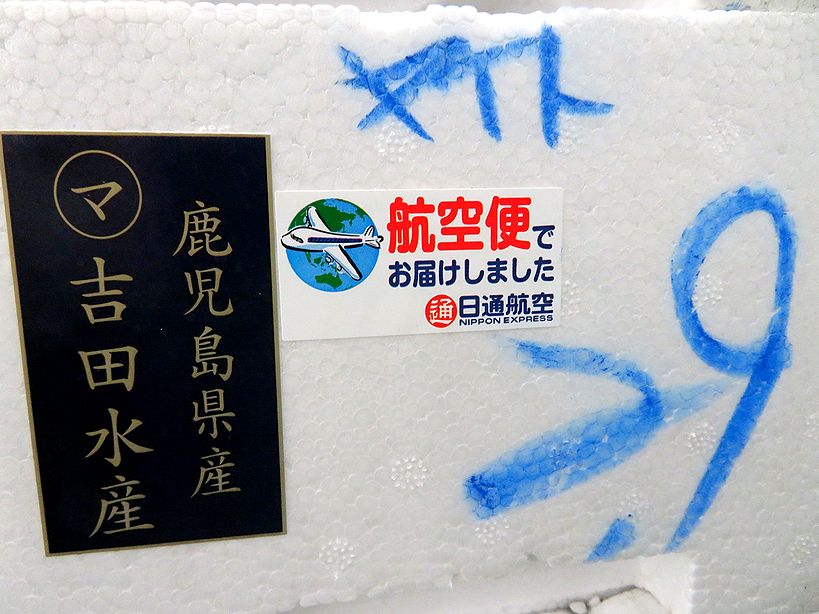 鹿児島県産
マ
吉田水産
航空便で
お届けしました
通 日通航空
NIPPON EXPRESS
9